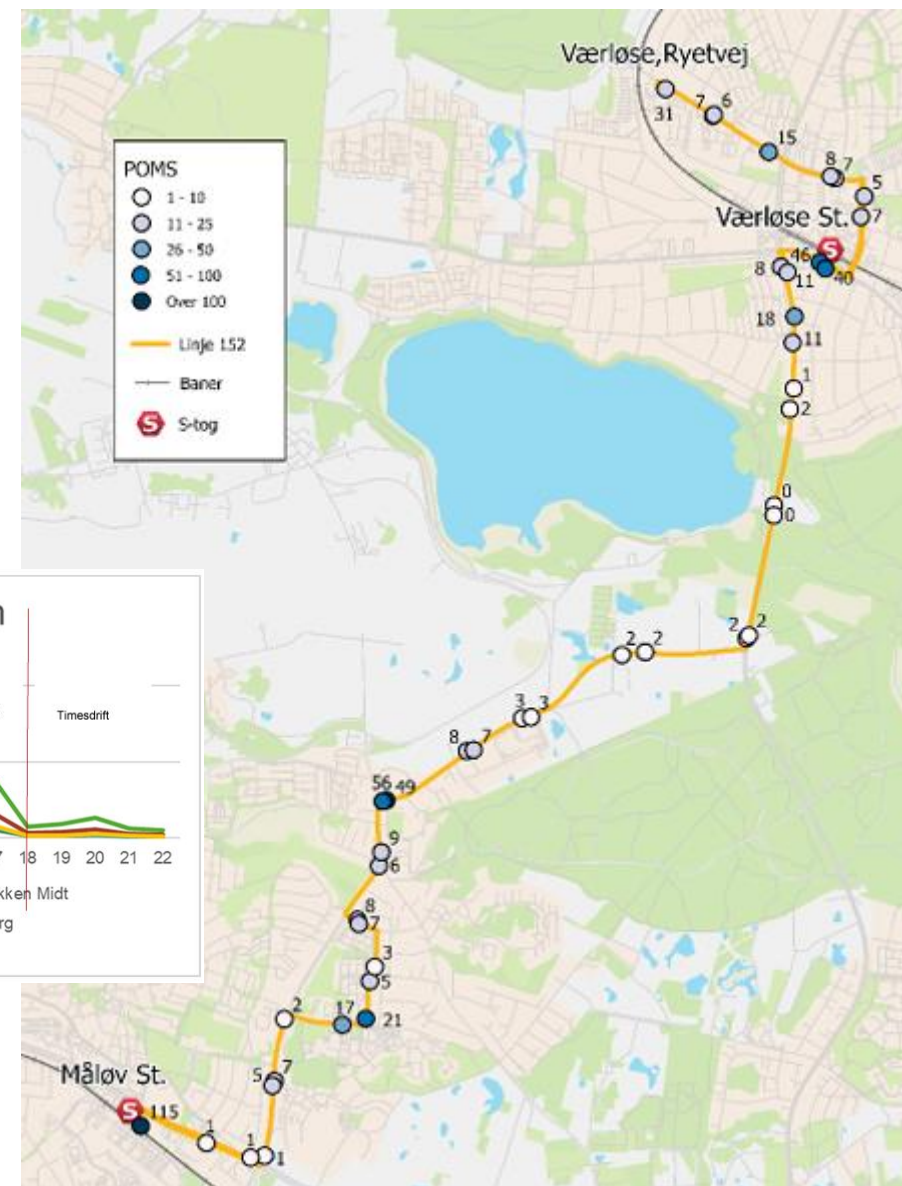 Værløse,Ryetvej
31
7
6
15
8
7
5
Værløse St.
7
S
46
40
8
11
18
11
1
2
0
0
POMS
1 - 10
11 - 25
26 - 50
51 - 100
Over 100
Linje 152
Baner
S
S-tog
2
2
2
2
3
3
8
7
56
49
9
6
8
7
3
5
2
17
21
7
5
Måløv St.
S
115
1
1
1
Timesdrift
18 19 20 21 22
kken Midt
rg